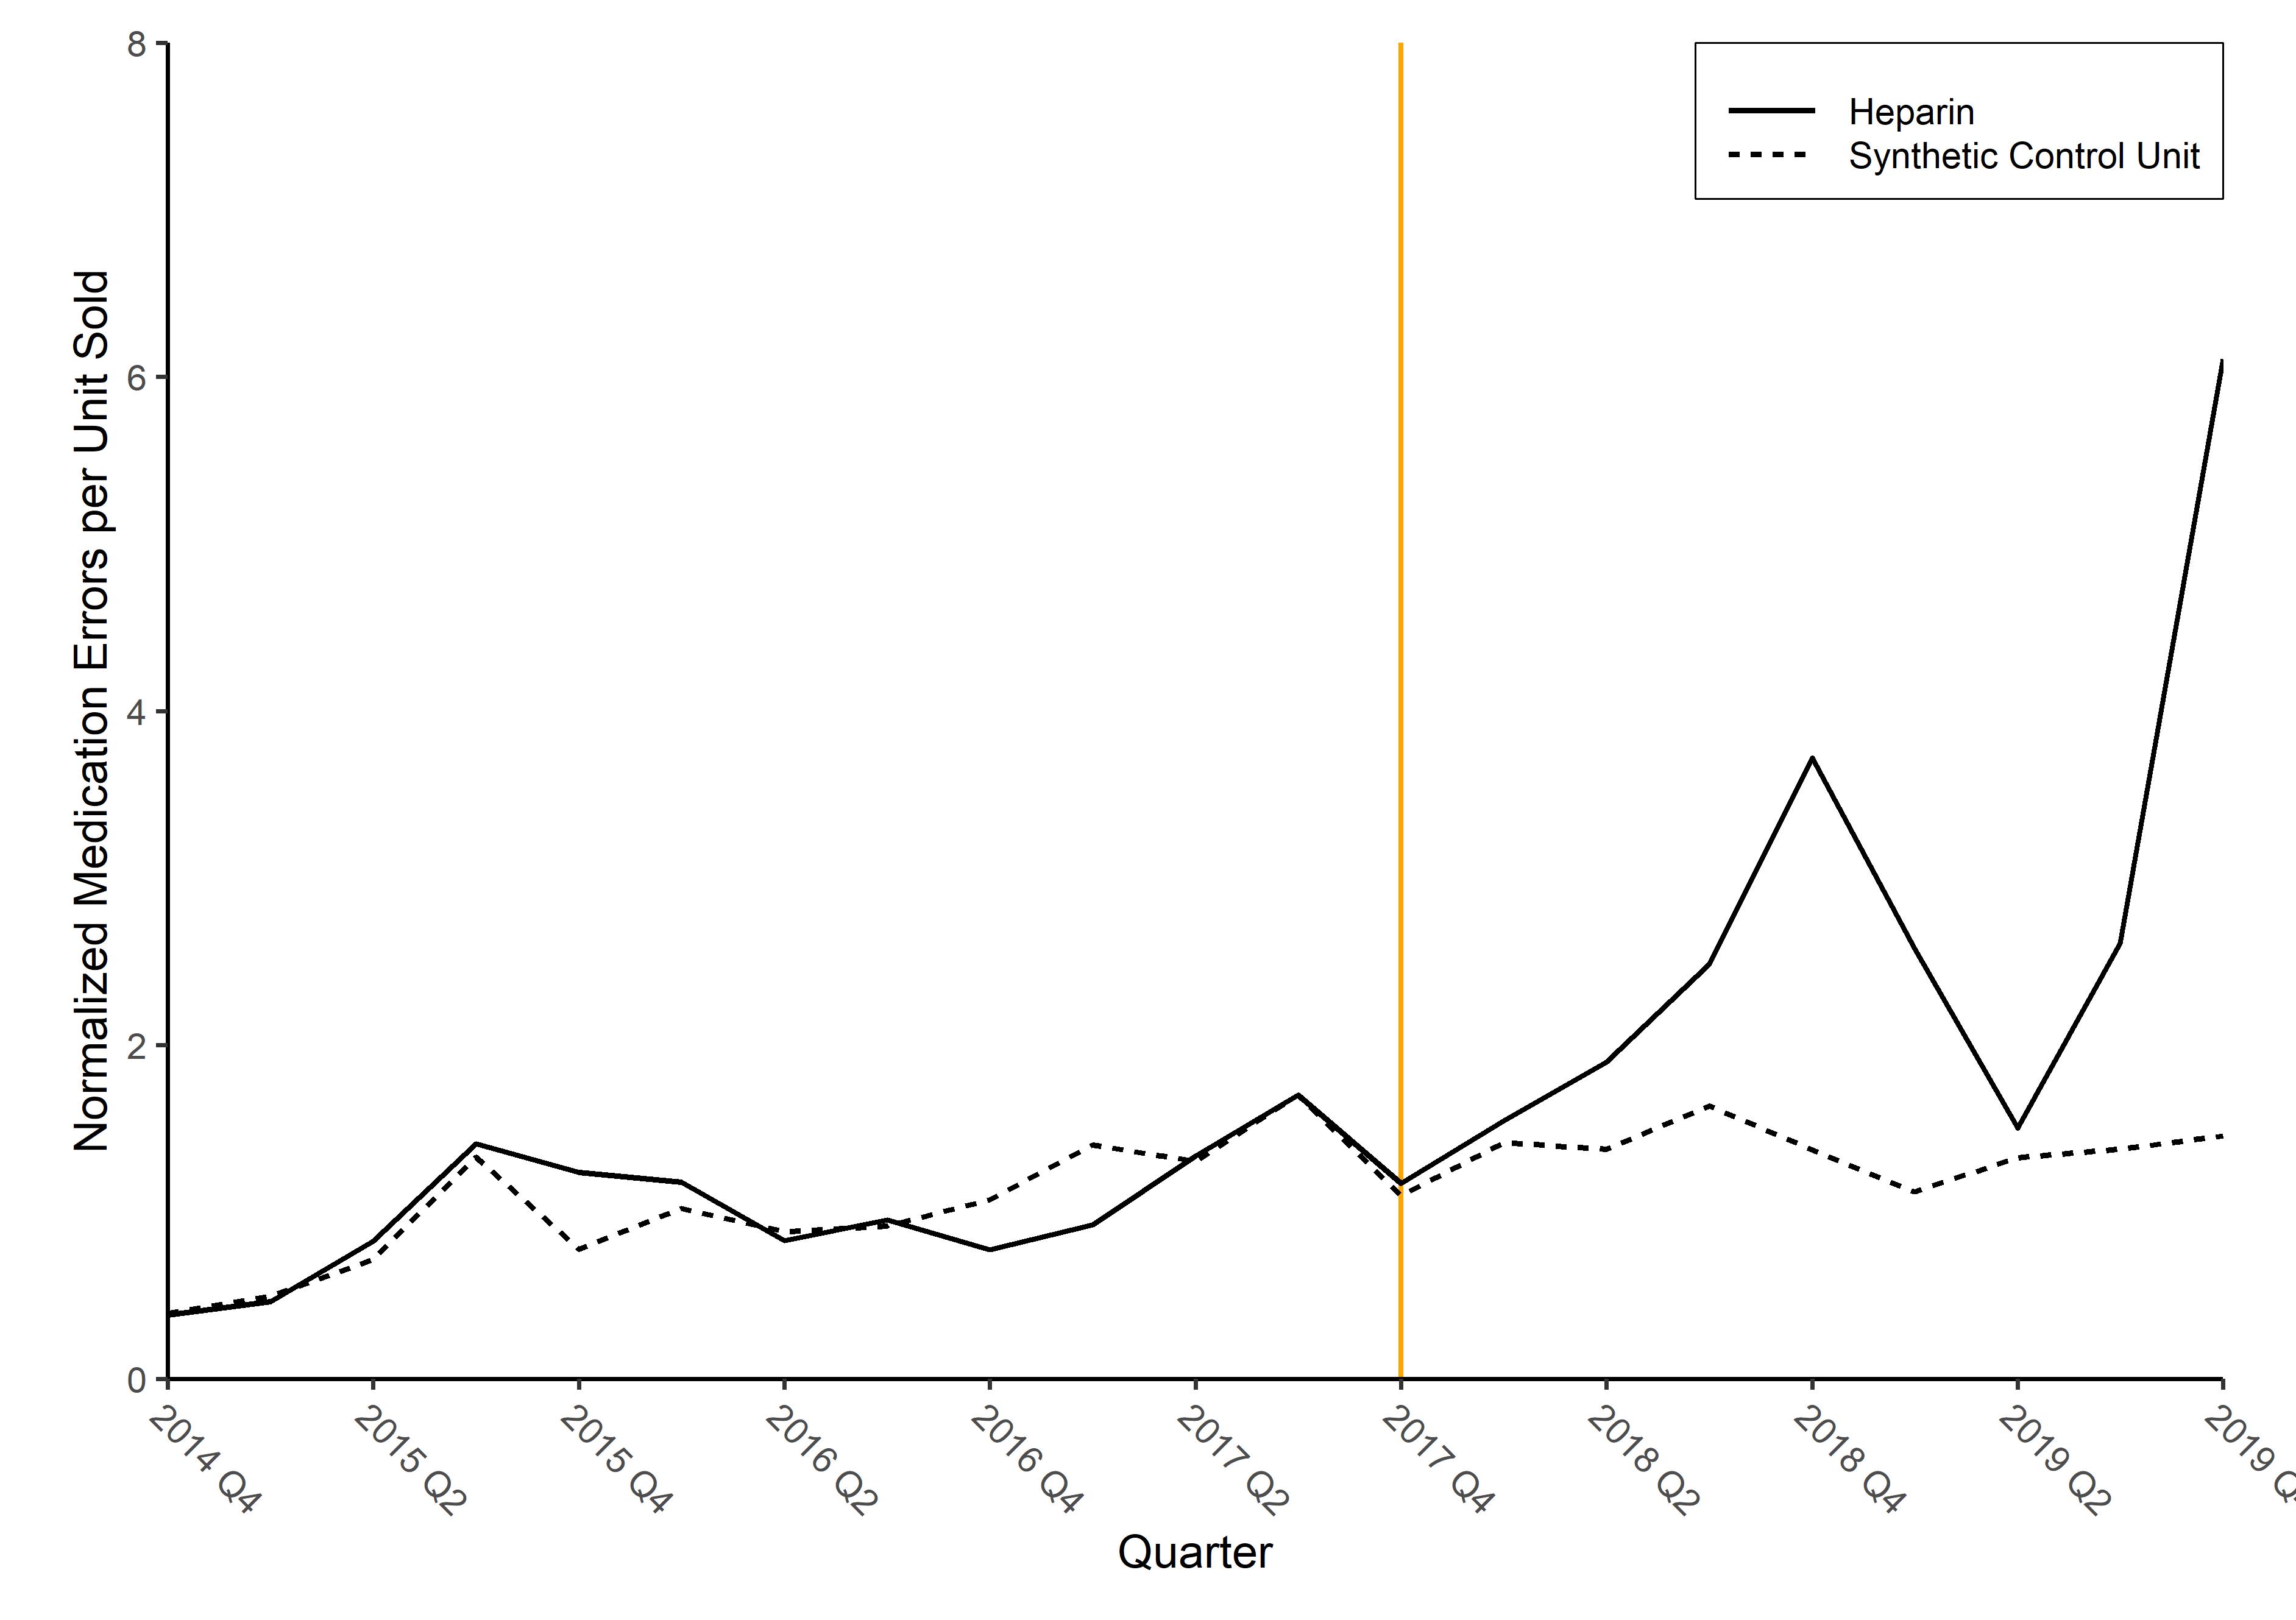 Heparin
Synthetic Control Unit
Normalized Medication Errors per Unit Sold
8
6
4
2
0
2014 Q4
2015 Q2
2015 Q4
2016 Q2
2016 Q4
2017 Q2
2017 Q4
2018 Q2
2018 Q4
2019 Q2
2019
Quarter